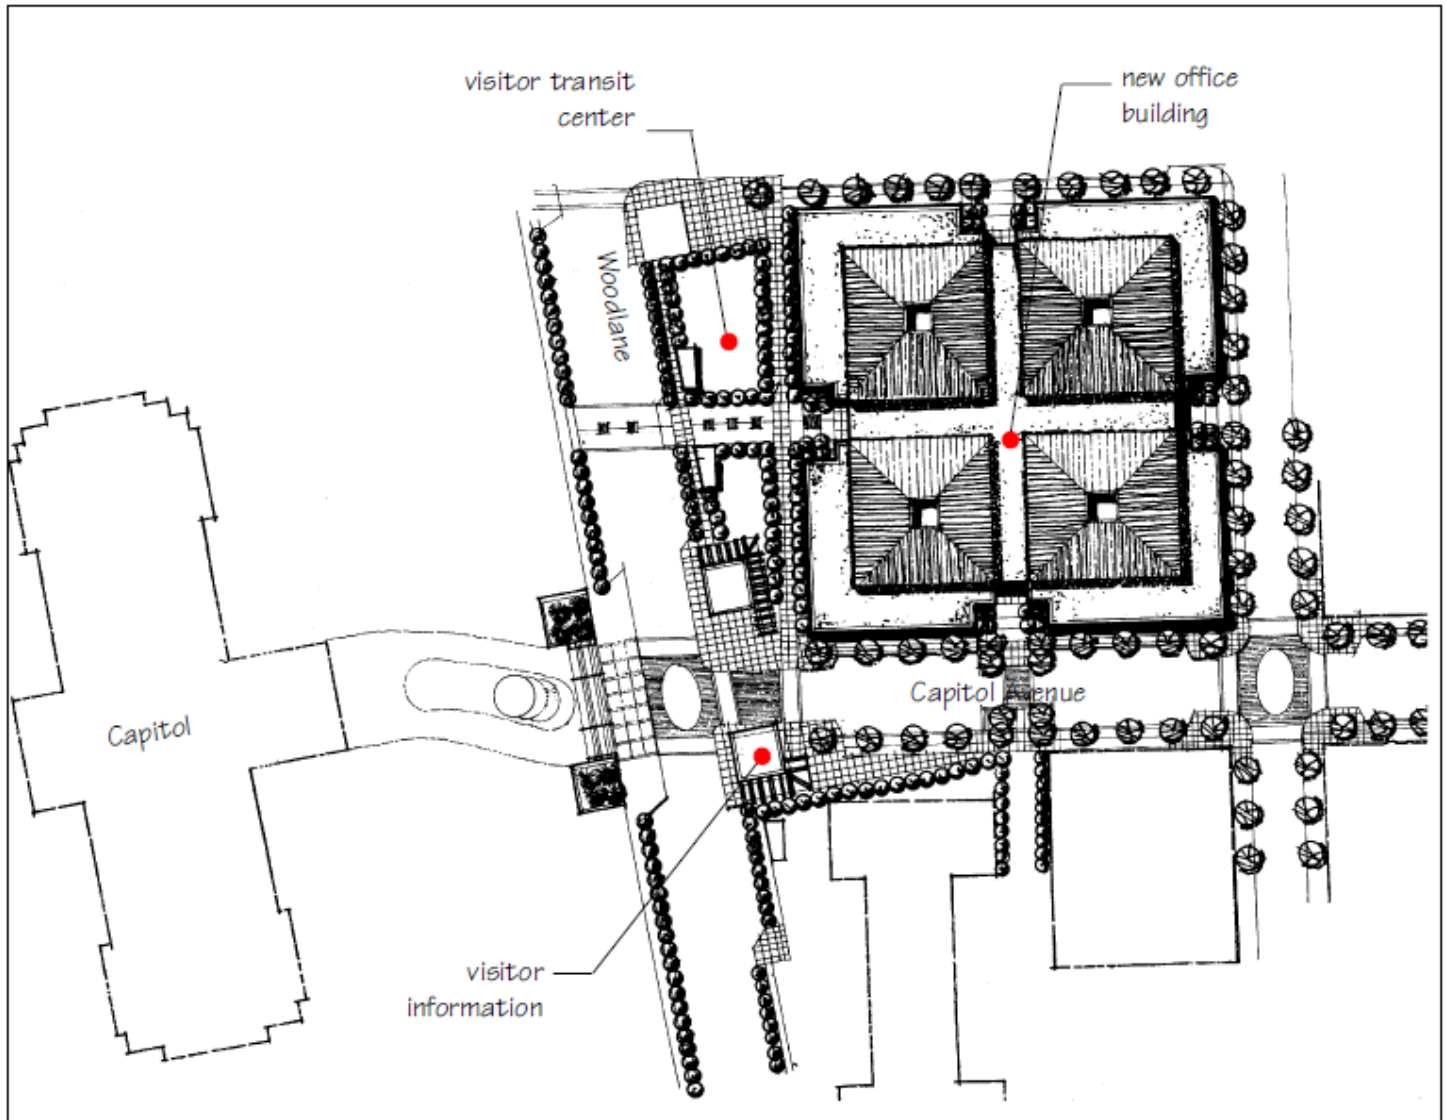 visitor transit
center
new office
building
Woodlane
Capitol
Capitol Avenue
visitor
information